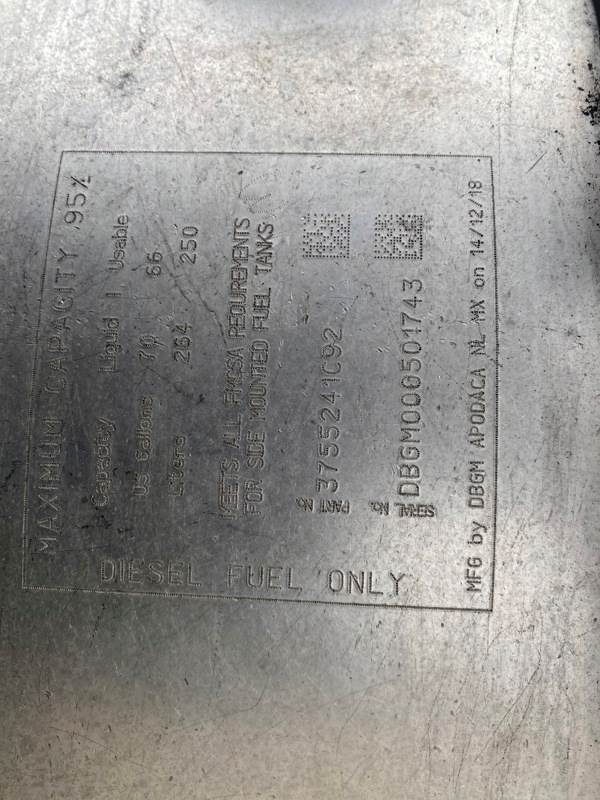 MAXIMUM CAPACITY 95%
Capacity Liquid | Usable
US Gallons 70 66
Liters 264 250
MEETS ALL FMCSA REQUIREMENTS
FOR SIDE MOUNTED FUEL TANKS
PART No. 3755241C92
SERIAL No. DBGM000501743
MFG by DBGM APODACA NL MX on 14/12/18
DIESEL FUEL ONLY